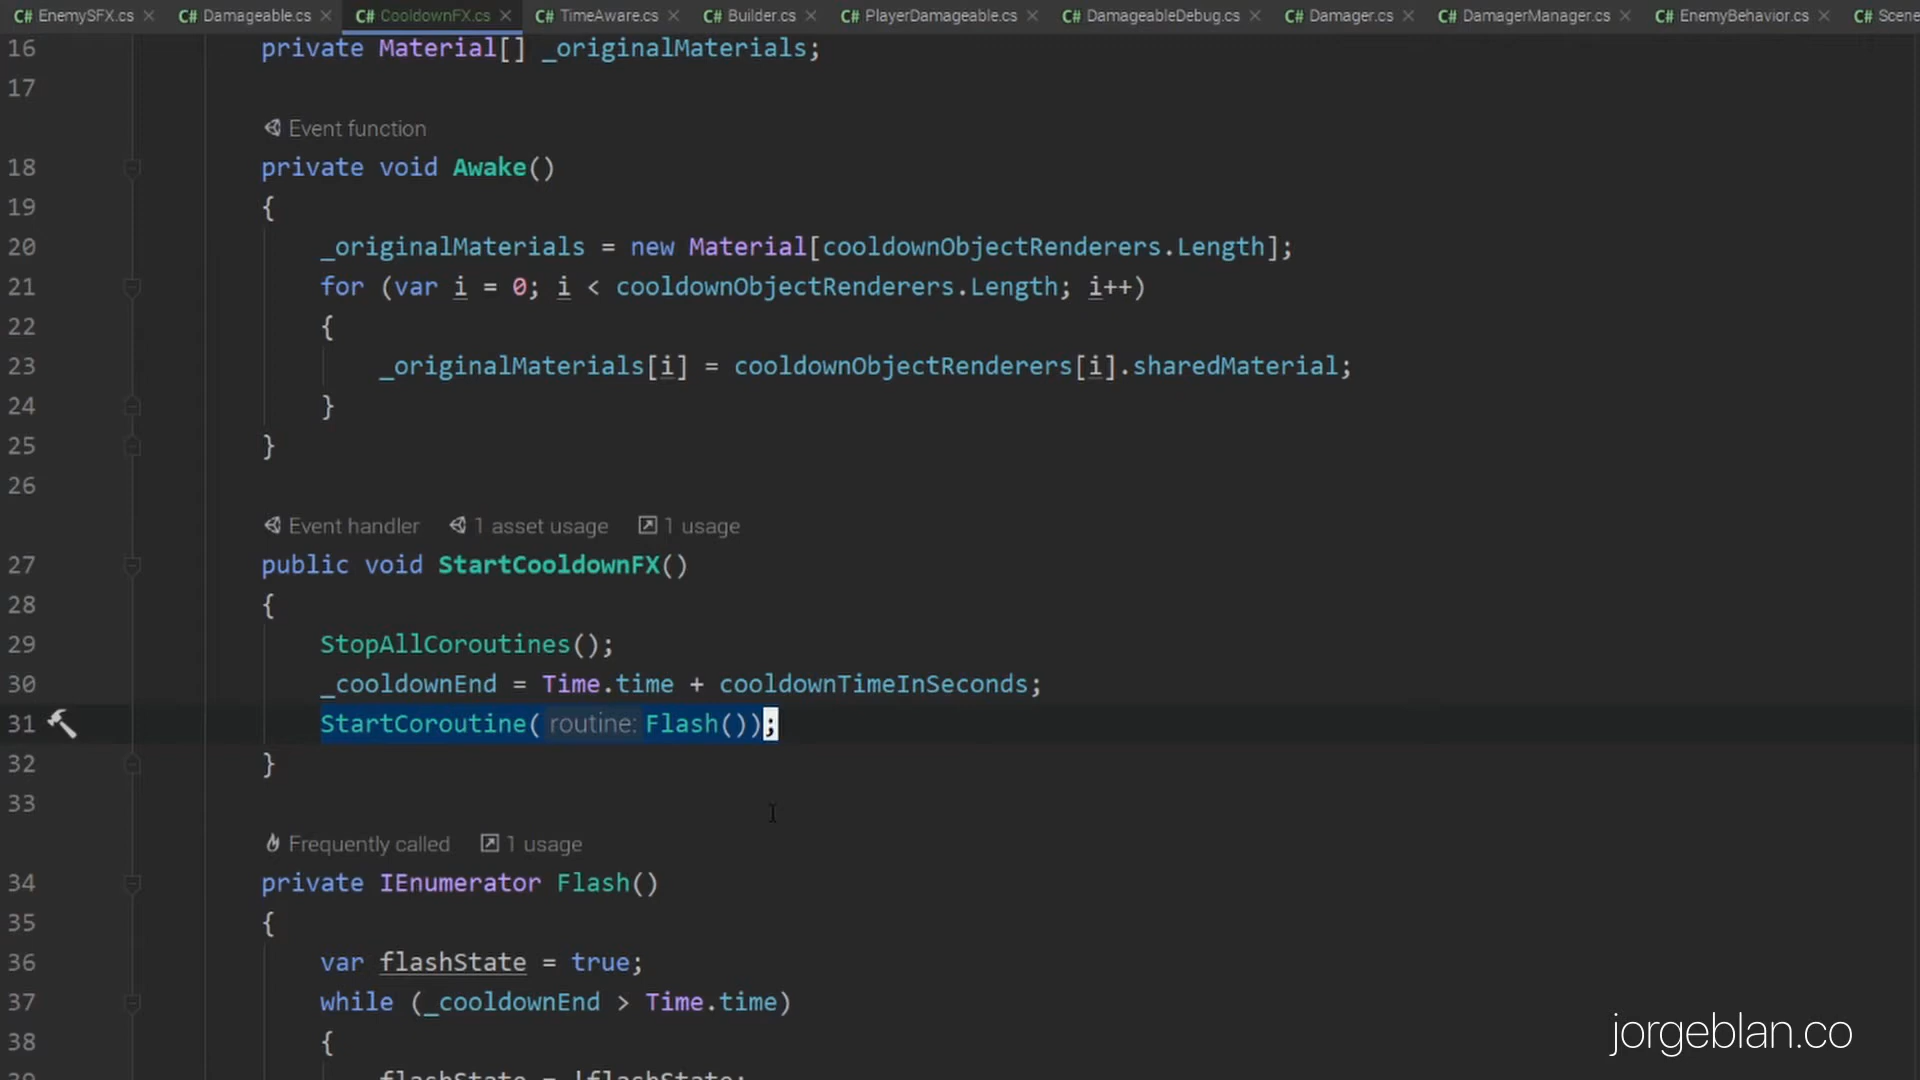 C# EnemySFX.cs × C# Damageable.cs × C# CooldownFX.cs × C# TimeAware.cs × C# Builder.cs × C# PlayerDamageable.cs × C# DamageableDebug.cs × C# Damager.cs × C# DamagerManager.cs × C# EnemyBehavior.cs × C# Scene
16 private Material[] _originalMaterials;
17
Event function
18 private void Awake()
19 {
20 _originalMaterials = new Material[cooldownObjectRenderers.Length];
21 for (var i = 0; i < cooldownObjectRenderers.Length; i++)
22 {
23 _originalMaterials[i] = cooldownObjectRenderers[i].sharedMaterial;
24 }
25 }
26
Event handler 1 asset usage 1 usage
27 public void StartCooldownFX()
28 {
29 StopAllCoroutines();
30 _cooldownEnd = Time.time + cooldownTimeInSeconds;
31 StartCoroutine( routine: Flash());
32 }
33
Frequently called 1 usage
34 private IEnumerator Flash()
35 {
36 var flashState = true;
37 while (_cooldownEnd > Time.time)
38 {
39 flashState = !flashState;
jorgeblan.co